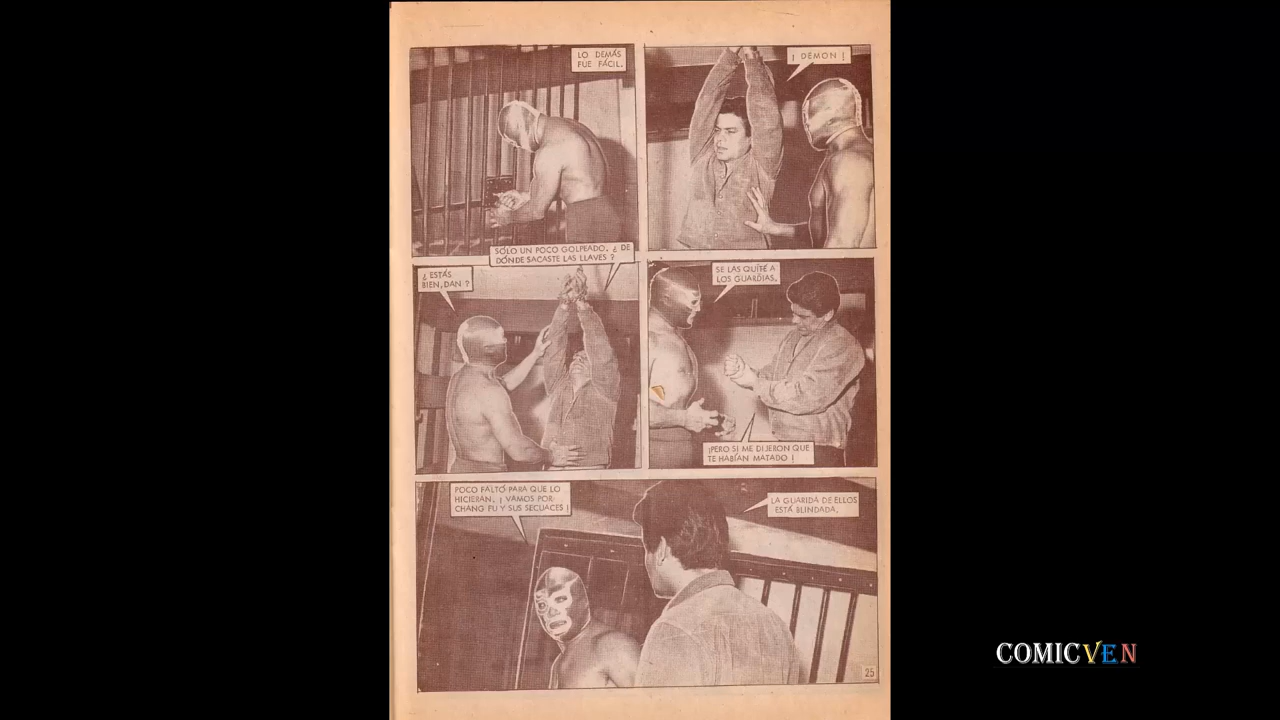 LO DEMÁS
FUE FÁCIL.
¡ DEMON !
¿ ESTÁS
BIEN, DAN ?
SÓLO UN POCO GOLPEADO. ¿ DE
DÓNDE SACASTE LAS LLAVES ?
SE LAS QUITÉ A
LOS GUARDIAS.
¡PERO SI ME DIJERON QUE
TE HABÍAN MATADO !
POCO FALTÓ PARA QUE LO
HICIERAN. ¡ VAMOS POR
CHANG FU Y SUS SECUACES !
LA GUARIDA DE ELLOS
ESTÁ BLINDADA.
25
COMICVEN